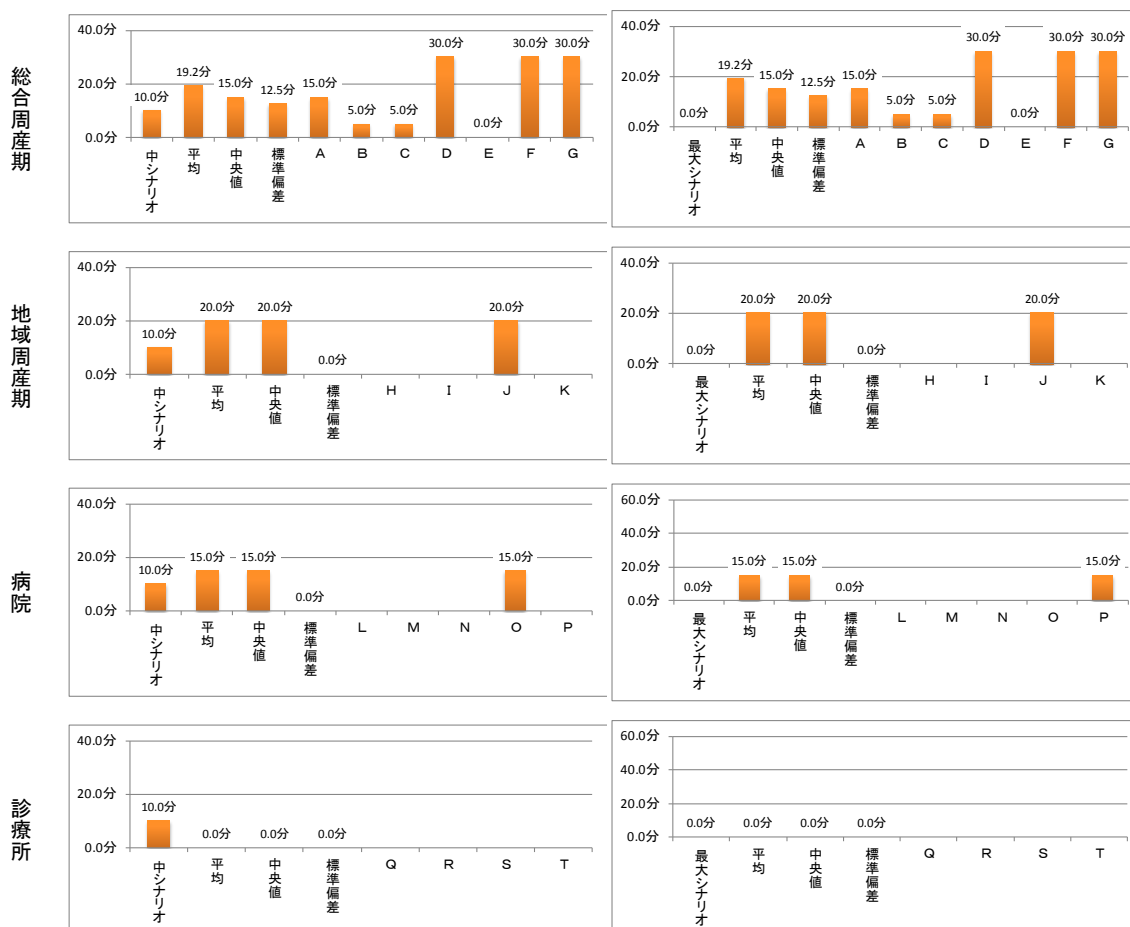 総合周産期
40.0分
20.0分
0.0分
10.0分
19.2分
15.0分
12.5分
15.0分
5.0分
5.0分
30.0分
0.0分
30.0分
30.0分
中シナリオ
平均
中央値
標準偏差
A
B
C
D
E
F
G
40.0分
20.0分
0.0分
0.0分
19.2分
15.0分
12.5分
15.0分
5.0分
5.0分
30.0分
0.0分
30.0分
30.0分
最大シナリオ
平均
中央値
標準偏差
A
B
C
D
E
F
G
地域周産期
40.0分
20.0分
0.0分
10.0分
20.0分
20.0分
0.0分
20.0分
中シナリオ
平均
中央値
標準偏差
H
I
J
K
40.0分
20.0分
0.0分
0.0分
20.0分
20.0分
0.0分
20.0分
最大シナリオ
平均
中央値
標準偏差
H
I
J
K
病院
40.0分
20.0分
0.0分
10.0分
15.0分
15.0分
0.0分
15.0分
中シナリオ
平均
中央値
標準偏差
L
M
N
O
P
60.0分
40.0分
20.0分
0.0分
0.0分
15.0分
15.0分
0.0分
15.0分
最大シナリオ
平均
中央値
標準偏差
L
M
N
O
P
診療所
40.0分
20.0分
0.0分
10.0分
0.0分
0.0分
0.0分
中シナリオ
平均
中央値
標準偏差
Q
R
S
T
60.0分
40.0分
20.0分
0.0分
0.0分
0.0分
0.0分
0.0分
最大シナリオ
平均
中央値
標準偏差
Q
R
S
T